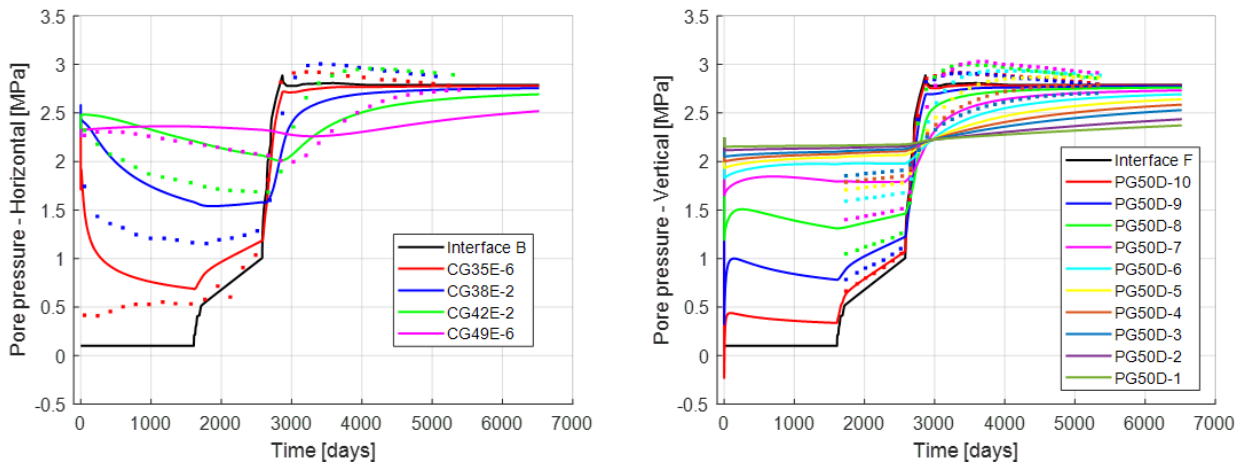 Pore pressure - Horizontal [MPa]
3.5
3
2.5
2
1.5
1
0.5
0
-0.5
Interface B
CG35E-6
CG38E-2
CG42E-2
CG49E-6
0 1000 2000 3000 4000 5000 6000 7000
Time [days]
Pore pressure - Vertical [MPa]
3.5
3
2.5
2
1.5
1
0.5
0
-0.5
Interface F
PG50D-10
PG50D-9
PG50D-8
PG50D-7
PG50D-6
PG50D-5
PG50D-4
PG50D-3
PG50D-2
PG50D-1
0 1000 2000 3000 4000 5000 6000 7000
Time [days]